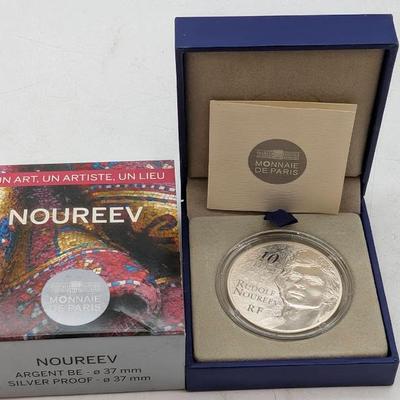 UN ART, UN ARTISTE, UN LIEU
NOUREEV
MONNAIE
DE PARIS
NOUREEV
ARGENT BE - ø 37 mm
SILVER PROOF - ø 37 mm
MONNAIE
DE PARIS
10
RUDOLF
NOUREEV
RF